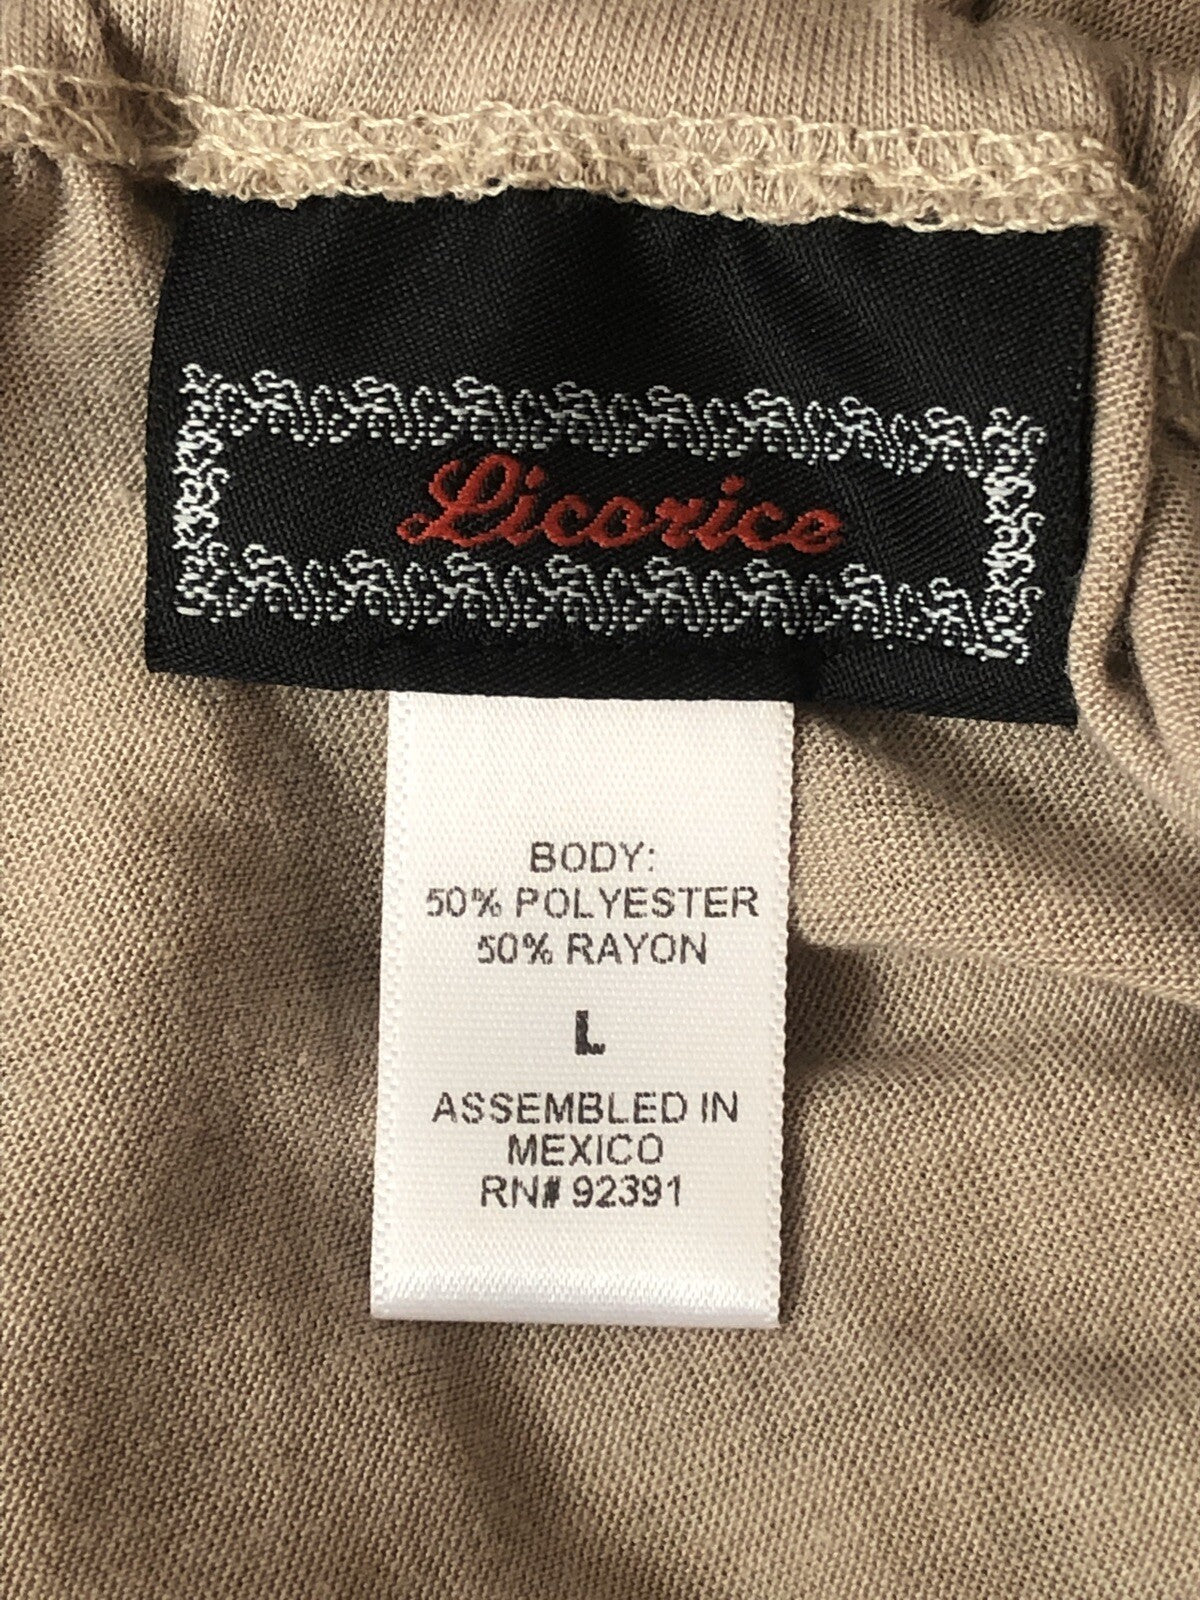 Licorice
BODY:
50% POLYESTER
50% RAYON
L
ASSEMBLED IN
MEXICO
RN# 92391